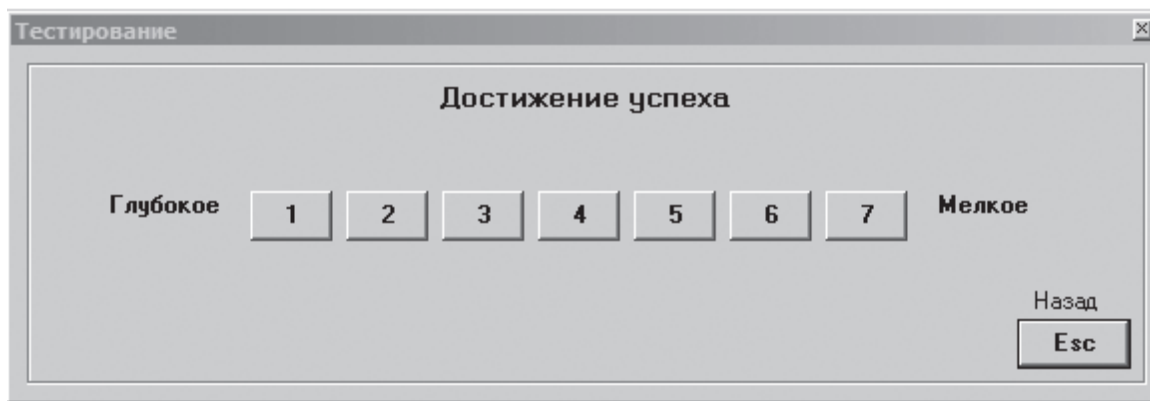 Тестирование
Достижение успеха
Глубокое 1 2 3 4 5 6 7 Мелкое
Назад
Esc